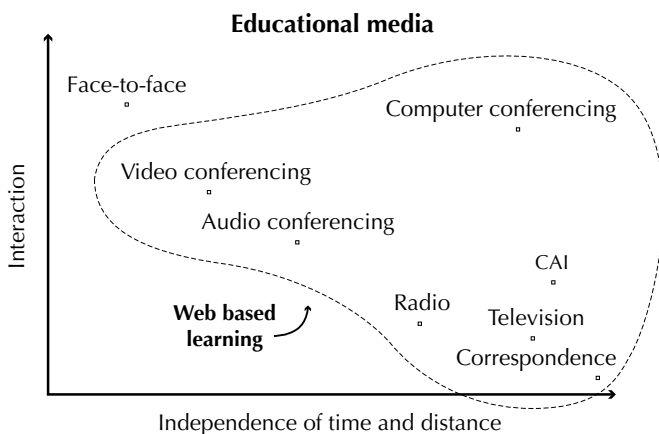 Educational media
Face-to-face
Computer conferencing
Video conferencing
Audio conferencing
Interaction
CAI
Radio
Web based
learning
Television
Correspondence
Independence of time and distance